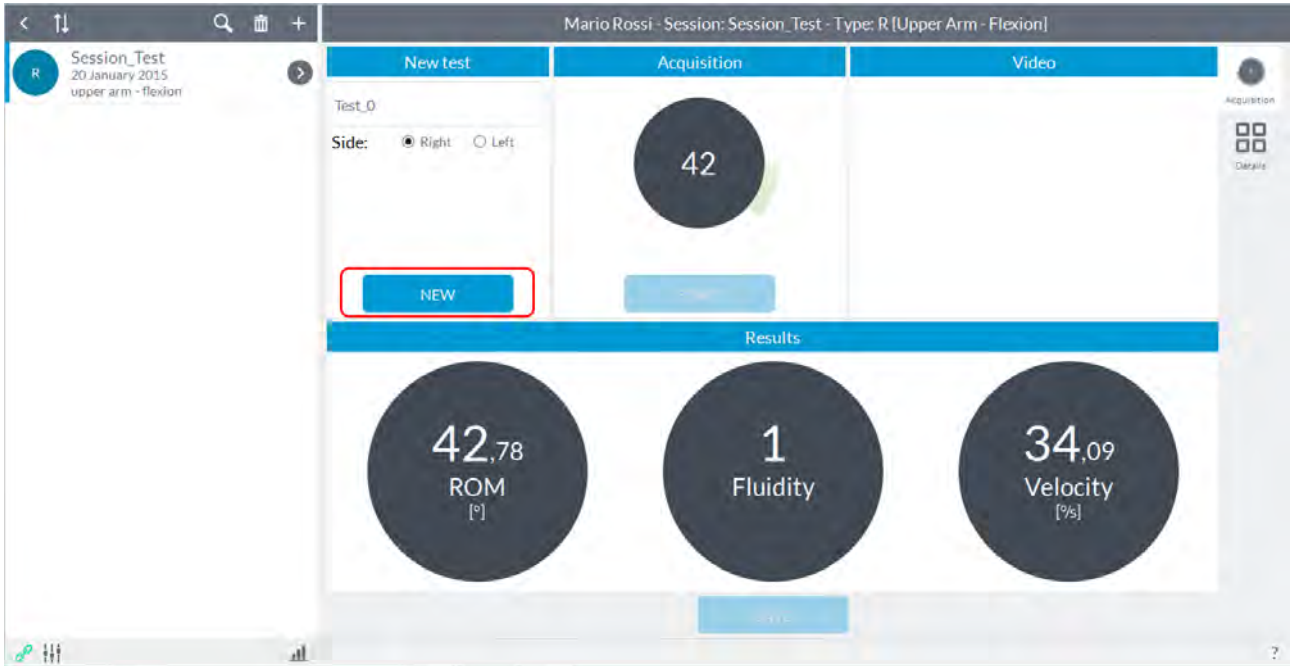 Mario Rossi - Session: Session_Test - Type: R [Upper Arm - Flexion]
R
Session_Test
20 January 2015
upper arm - flexion
New test
Acquisition
Video
Test_0
Side: Right Left
42
NEW
Acquisition
Details
Results
42,78
ROM
[°]
1
Fluidity
34,09
Velocity
[°/s]
?